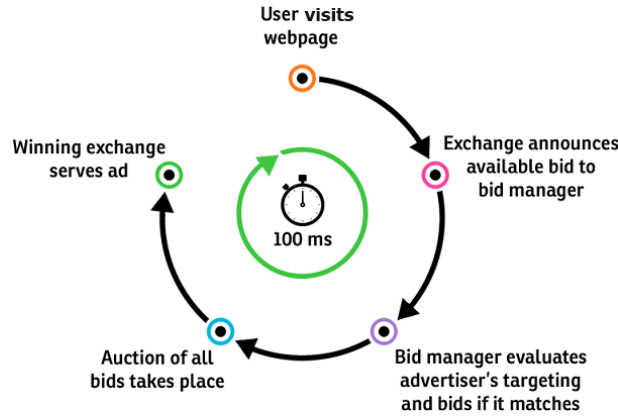 User visits
webpage
Exchange announces
available bid to
bid manager
Bid manager evaluates
advertiser's targeting
and bids if it matches
Auction of all
bids takes place
Winning exchange
serves ad
100 ms